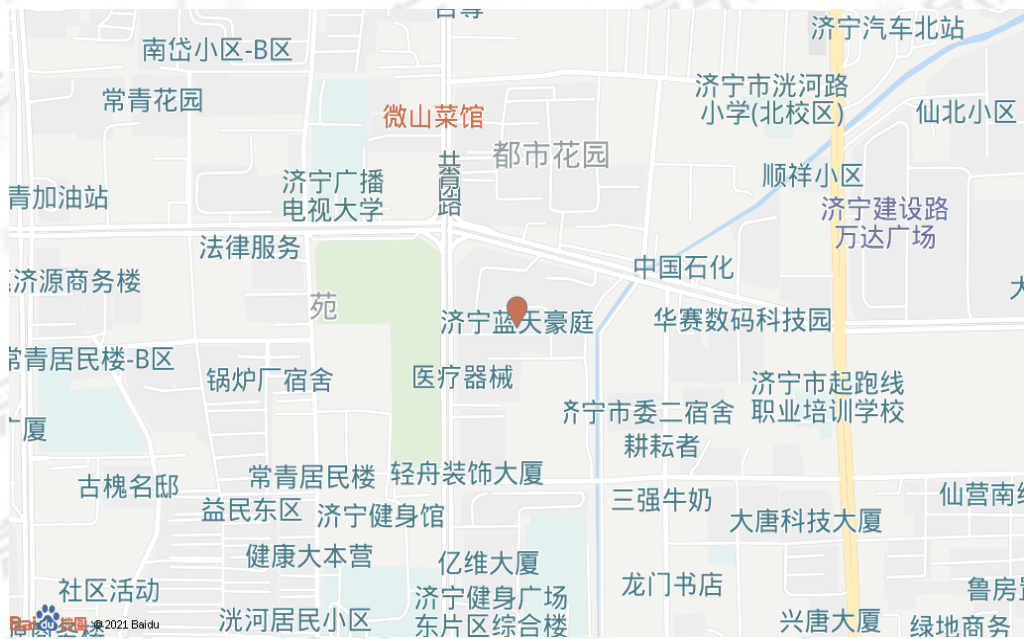 济宁汽车北站
南岱小区-B区
济宁市洸河路
小学(北校区)
常青花园
微山菜馆
仙北小区
都市花园
共青团路
顺祥小区
济宁广播
电视大学
青加油站
济宁建设路
万达广场
法律服务
中国石化
济源商务楼
苑
济宁蓝天豪庭
华赛数码科技园
常青居民楼-B区
锅炉厂宿舍
医疗器械
济宁市起跑线
职业培训学校
济宁市委二宿舍
耕耘者
厦
常青居民楼
轻舟装饰大厦
古槐名邸
三强牛奶
仙营南
益民东区
济宁健身馆
大唐科技大厦
健康大本营
亿维大厦
社区活动
龙门书店
鲁房
济宁健身广场
东片区综合楼
洸河居民小区
兴唐大厦
绿地商务
Bai du 地图
© 2021 Baidu